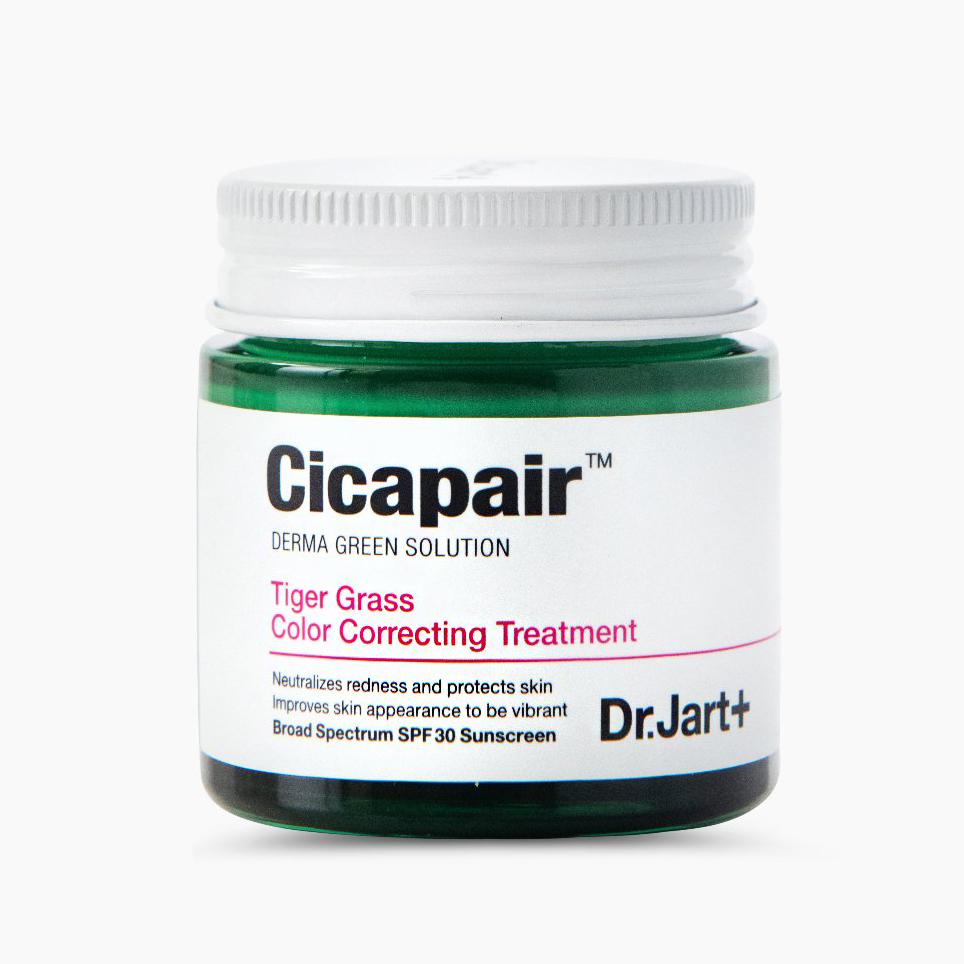 Cicapair™
DERMA GREEN SOLUTION
Tiger Grass
Color Correcting Treatment
Neutralizes redness and protects skin
Improves skin appearance to be vibrant
Broad Spectrum SPF 30 Sunscreen
Dr.Jart+